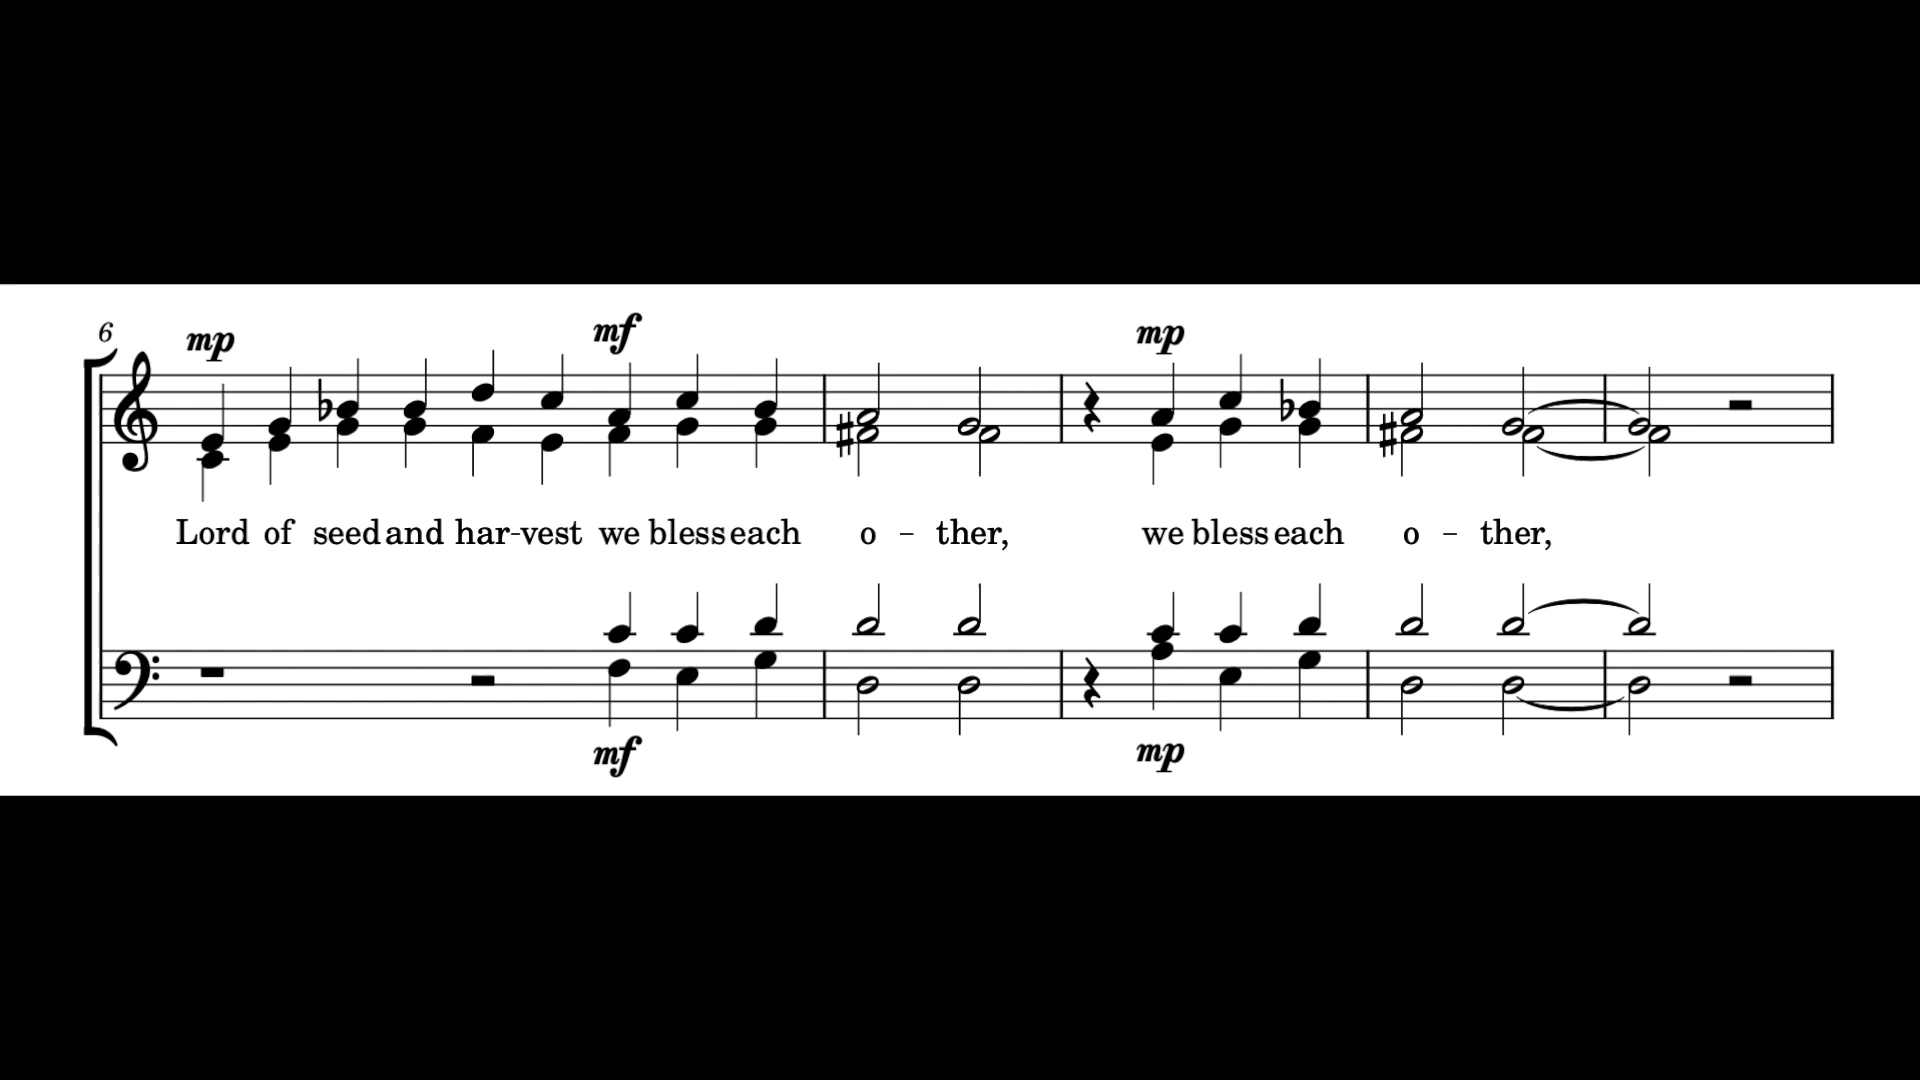 6
mp mf mp
Lord of seed and har-vest we bless each o - ther, we bless each o - ther,
mf mp